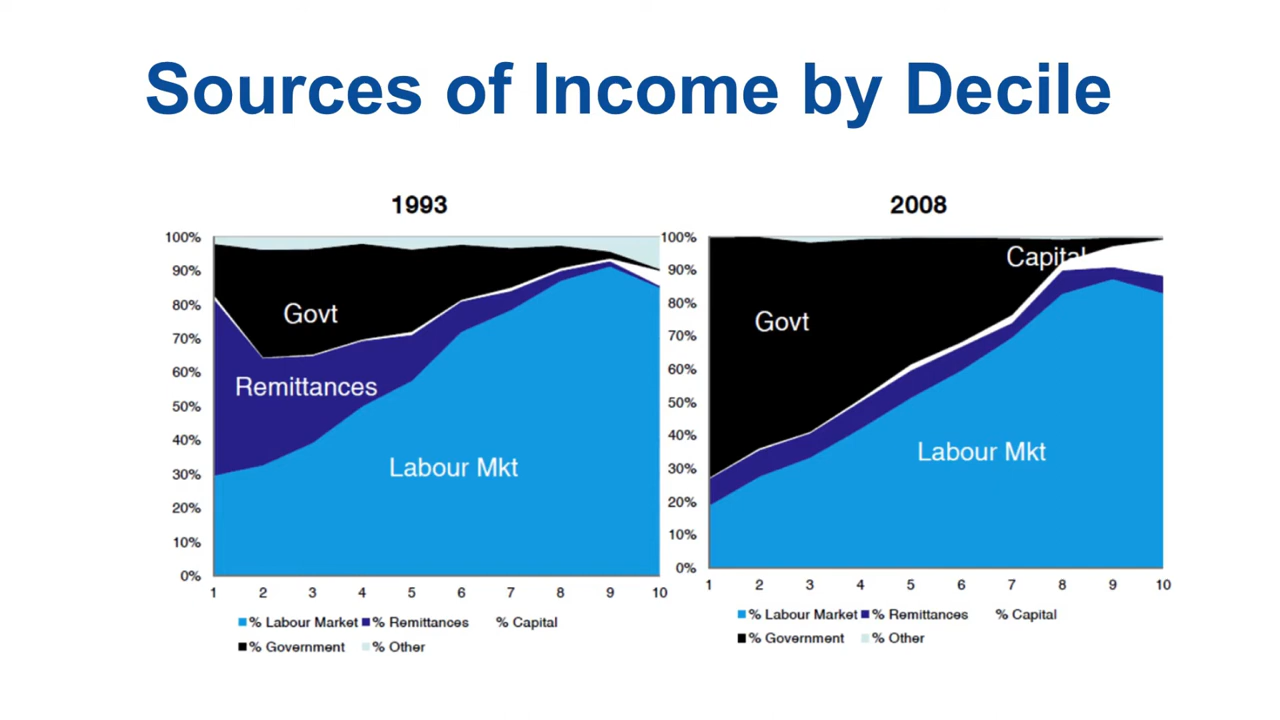 Sources of Income by Decile
1993
100%
90%
80%
70%
60%
50%
40%
30%
20%
10%
0%
Govt
Remittances
Labour Mkt
1 2 3 4 5 6 7 8 9 10
% Labour Market % Remittances % Capital
% Government % Other
2008
100%
90%
80%
70%
60%
50%
40%
30%
20%
10%
0%
Capital
Govt
Labour Mkt
1 2 3 4 5 6 7 8 9 10
% Labour Market % Remittances % Capital
% Government % Other